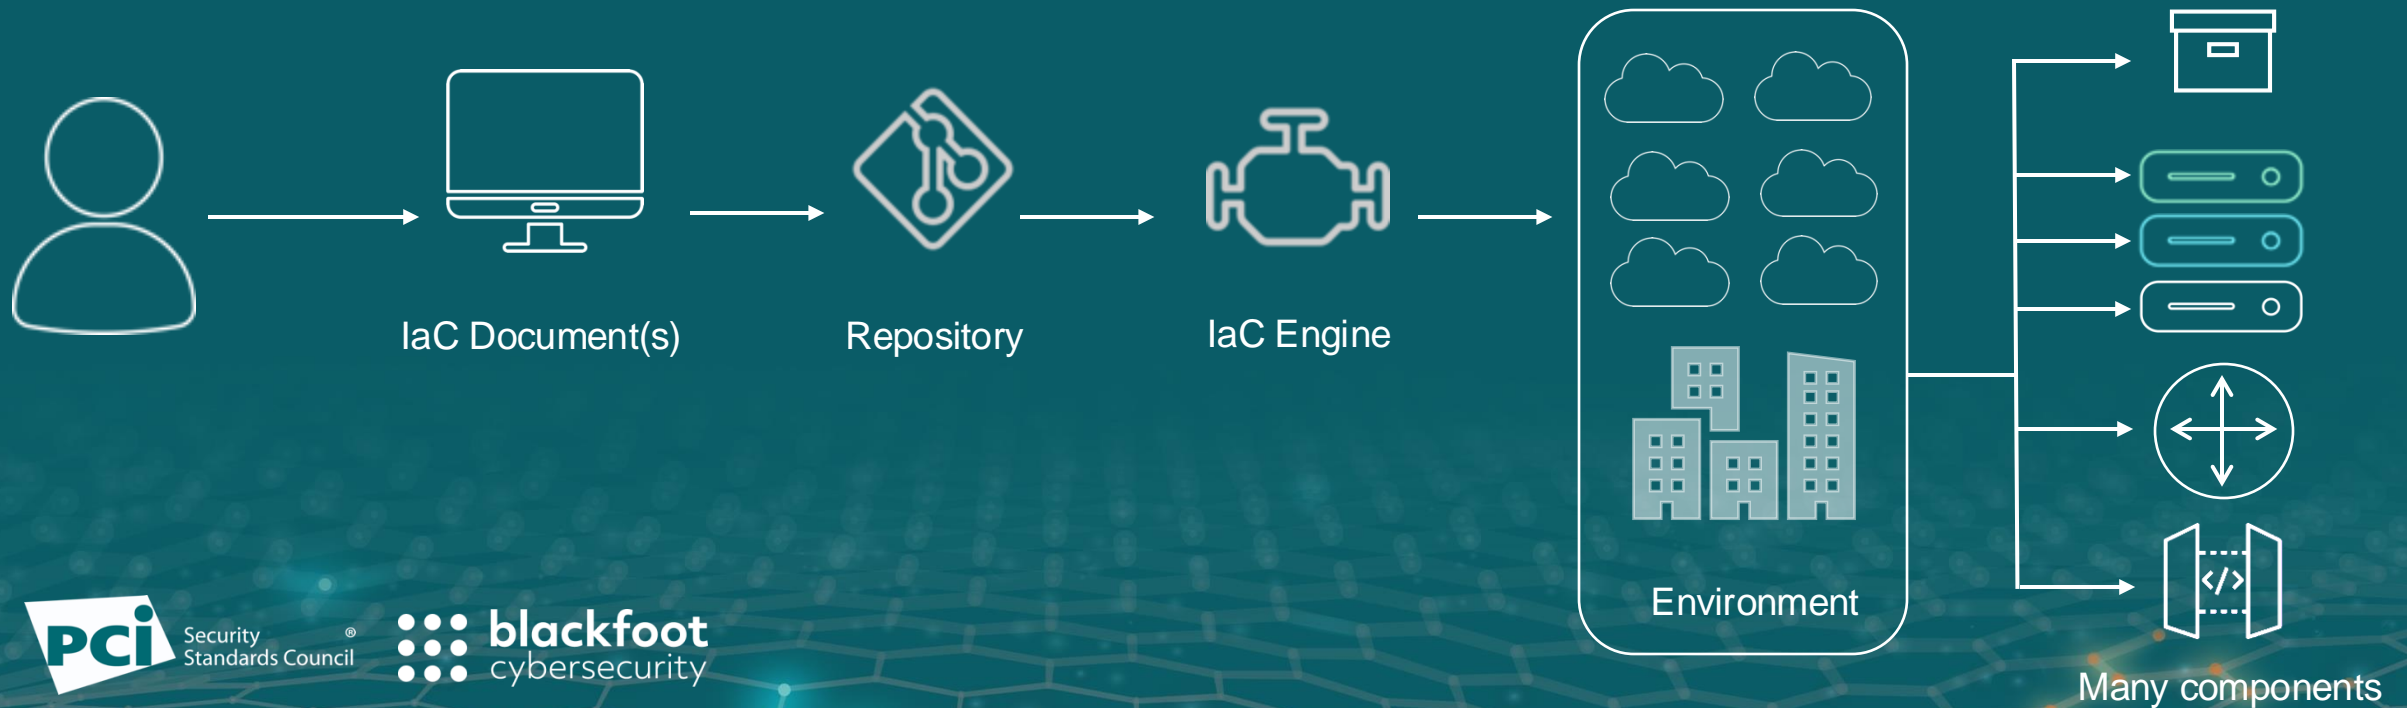 IaC Document(s)
Repository
IaC Engine
Environment
Many components
PCi
Security
Standards Council
®
blackfoot
cybersecurity
</>